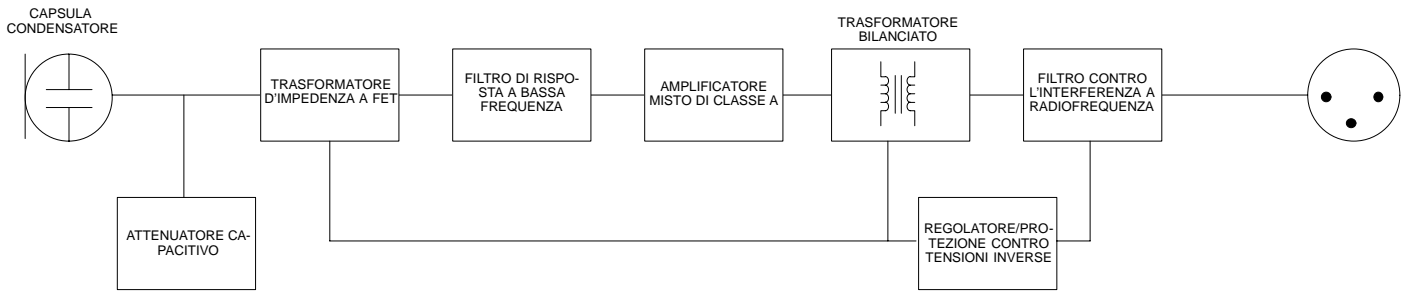 CAPSULA
CONDENSATORE
TRASFORMATORE
D'IMPEDENZA A FET
FILTRO DI RISPO-
STA A BASSA
FREQUENZA
AMPLIFICATORE
MISTO DI CLASSE A
TRASFORMATORE
BILANCIATO
FILTRO CONTRO
L'INTERFERENZA A
RADIOFREQUENZA
ATTENUATORE CA-
PACITIVO
REGOLATORE/PRO-
TEZIONE CONTRO
TENSIONI INVERSE